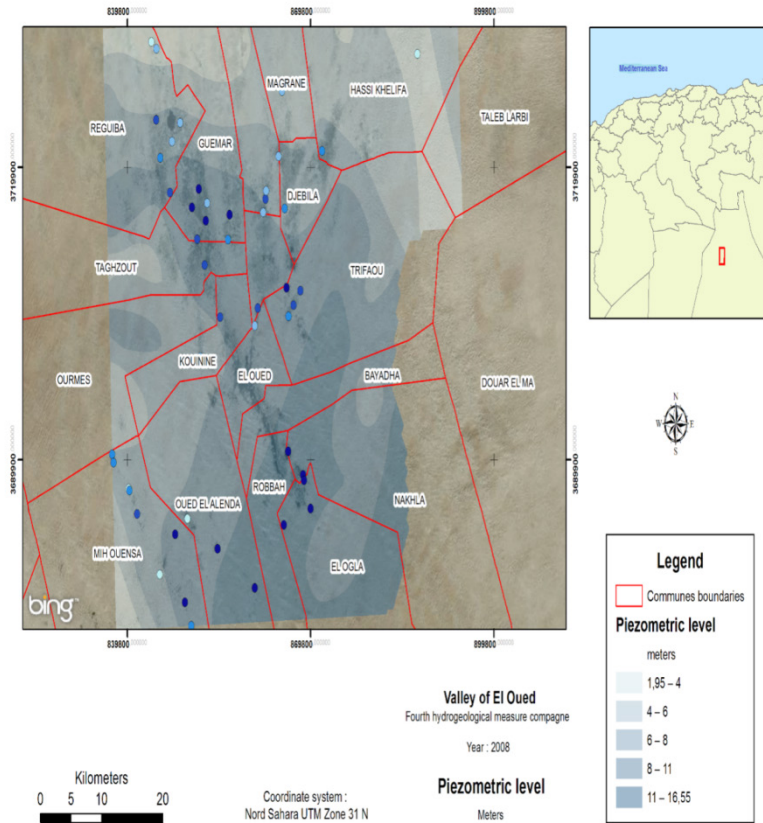 839800 869600 899800
Mediterranean Sea
MAGRANE
HASSI KHELIFA
TALEB LARBI
REGUIBA
GUEMAR
3719900 3719900
DJEBILA
TAGHZOUT
TRIFAOU
KOUININE
EL OUED
BAYADHA
OURMES
DOUAR EL MA
N
W E
S
3689900 3689900
ROBBAH
OUED EL ALENDA
NAKHLA
MIH OUENSA
EL OGLA
bing
839800 869600 899800
Legend
Communes boundaries
Piezometric level
meters
1,95 – 4
4 – 6
6 – 8
8 – 11
11 – 16,55
Valley of El Oued
Fourth hydrogeological measure compagne
Year : 2008
Kilometers
0 5 10 20
Coordinate system :
Nord Sahara UTM Zone 31 N
Piezometric level
Meters